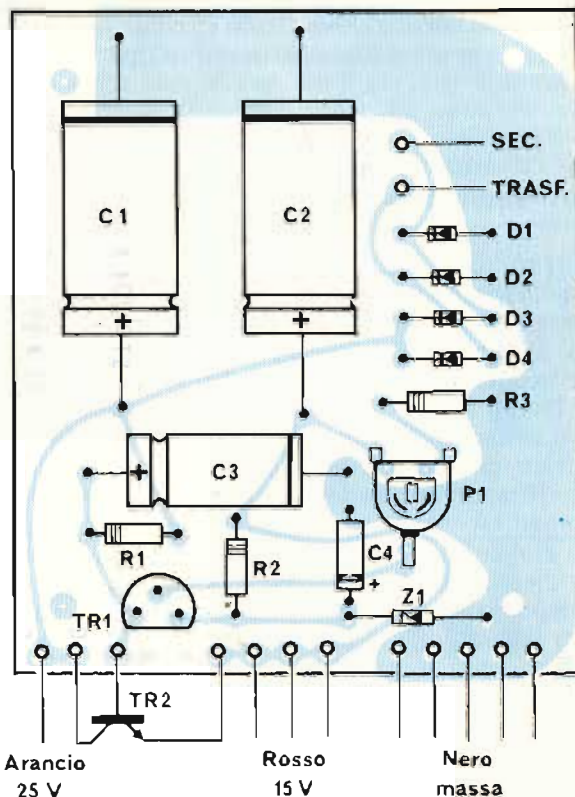 SEC.
TRASF.
C1
C2
D1
D2
D3
D4
+
+
R3
+
C3
P1
R1
R2
C4
+
Z1
TR1
TR2
Arancio
25 V
Rosso
15 V
Nero
massa